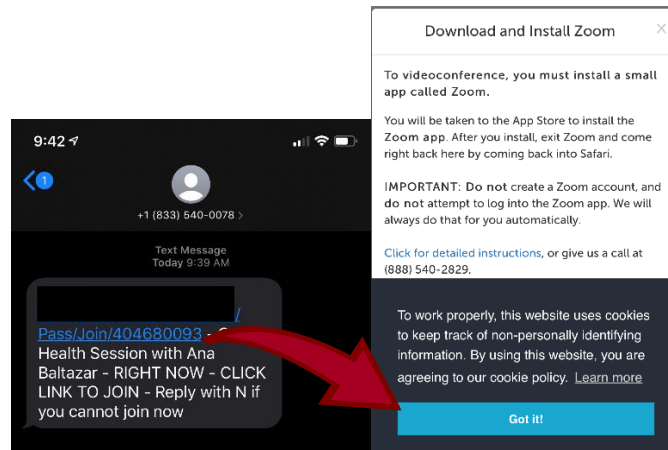 9:42
1
+1 (833) 540-0078 >
Text Message
Today 9:39 AM
/
Pass/Join/404680093 -
Health Session with Ana
Baltazar - RIGHT NOW - CLICK
LINK TO JOIN - Reply with N if
you cannot join now
Download and Install Zoom
To videoconference, you must install a small
app called Zoom.
You will be taken to the App Store to install the
Zoom app. After you install, exit Zoom and come
right back here by coming back into Safari.
IMPORTANT: Do not create a Zoom account, and
do not attempt to log into the Zoom app. We will
always do that for you automatically.
Click for detailed instructions, or give us a call at
(888) 540-2829.
To work properly, this website uses cookies
to keep track of non-personally identifying
information. By using this website, you are
agreeing to our cookie policy. Learn more
Got it!